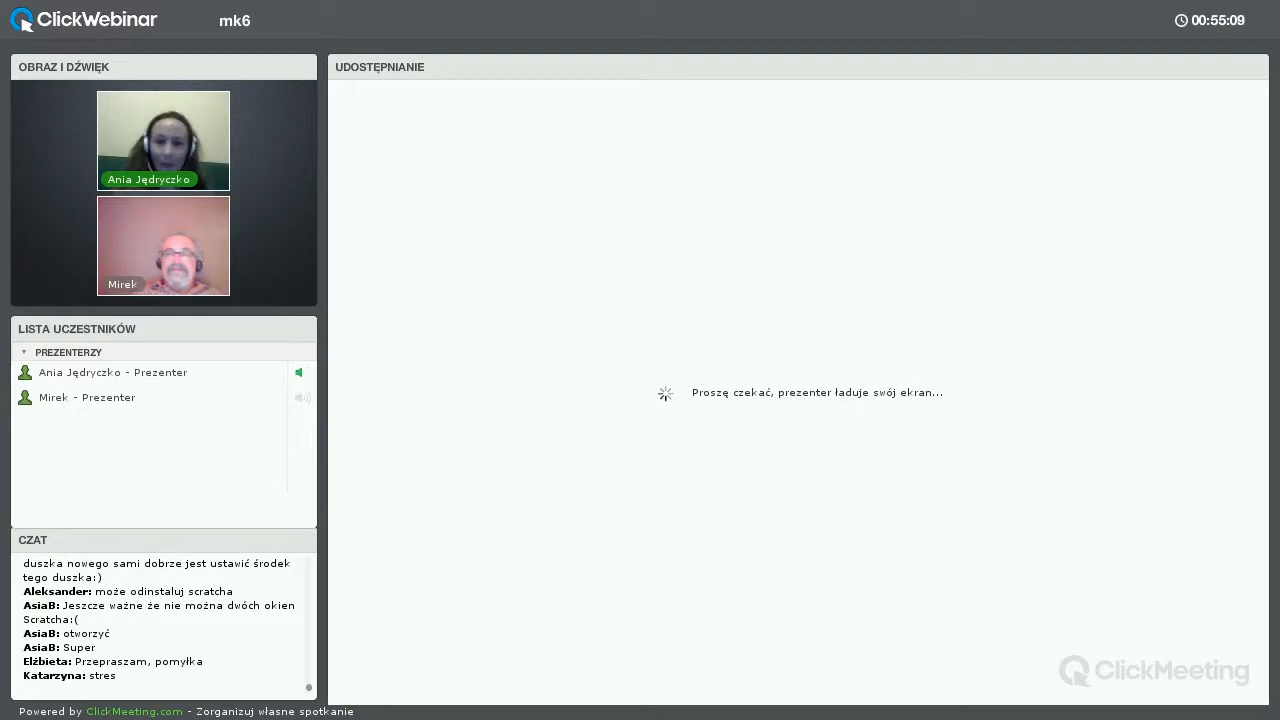 ClickWebinar
mk6
00:55:09
OBRAZ I DŹWIĘK
Ania Jędryczko
Mirek
LISTA UCZESTNIKÓW
PREZENTERZY
Ania Jędryczko - Prezenter
Mirek - Prezenter
CZAT
duszka nowego sami dobrze jest ustawić środek
tego duszka:)
Aleksander: może odinstaluj scratcha
AsiaB: Jeszcze ważne że nie można dwóch okien
Scratcha:(
AsiaB: otworzyć
AsiaB: Super
Elżbieta: Przepraszam, pomyłka
Katarzyna: stres
UDOSTĘPNIANIE
Proszę czekać, prezenter ładuje swój ekran...
ClickMeeting
Powered by ClickMeeting.com - Zorganizuj własne spotkanie